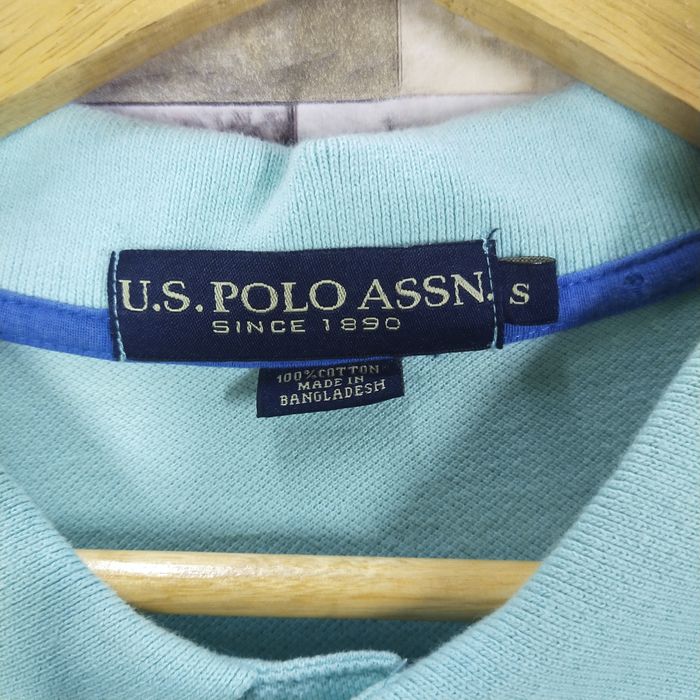 U.S. POLO ASSN.
SINCE 1890
S
100% COTTON
MADE IN
BANGLADESH